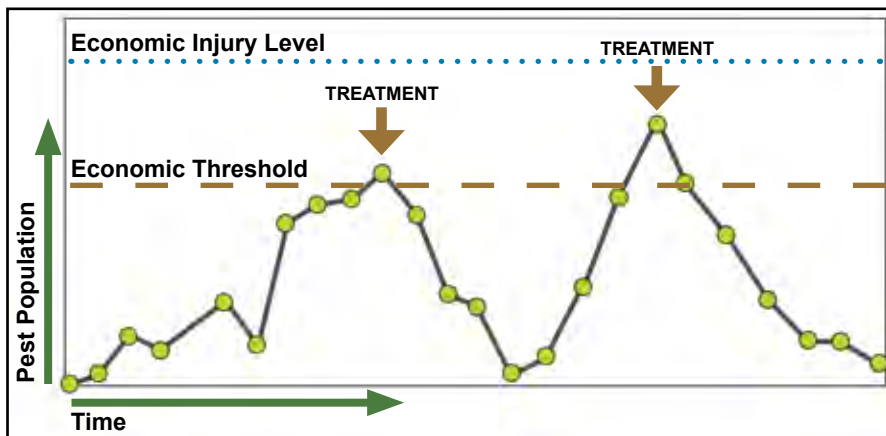 Economic Injury Level
TREATMENT
TREATMENT
Economic Threshold
Pest Population
Time